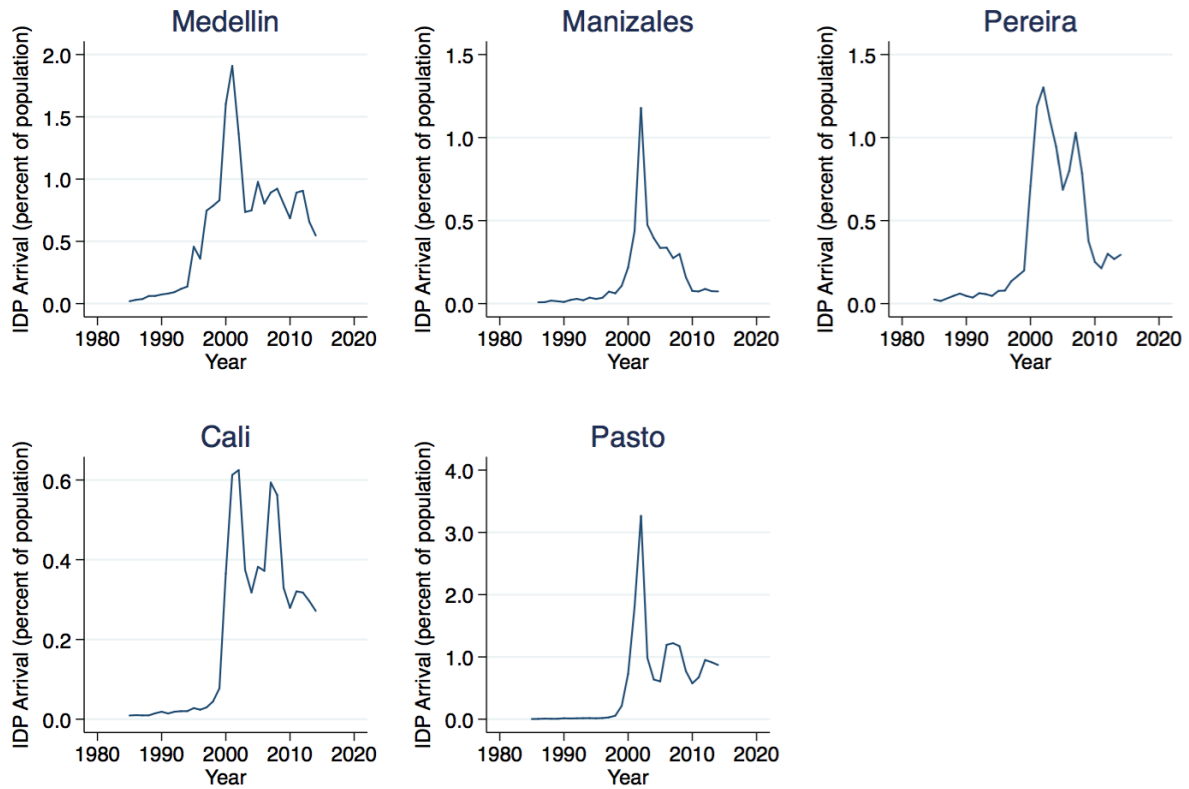 Medellin
IDP Arrival (percent of population)
2.0
1.5
1.0
0.5
0.0
1980 1990 2000 2010 2020
Year
Manizales
IDP Arrival (percent of population)
1.5
1.0
0.5
0.0
1980 1990 2000 2010 2020
Year
Pereira
IDP Arrival (percent of population)
1.5
1.0
0.5
0.0
1980 1990 2000 2010 2020
Year
Cali
IDP Arrival (percent of population)
0.6
0.4
0.2
0.0
1980 1990 2000 2010 2020
Year
Pasto
IDP Arrival (percent of population)
4.0
3.0
2.0
1.0
0.0
1980 1990 2000 2010 2020
Year